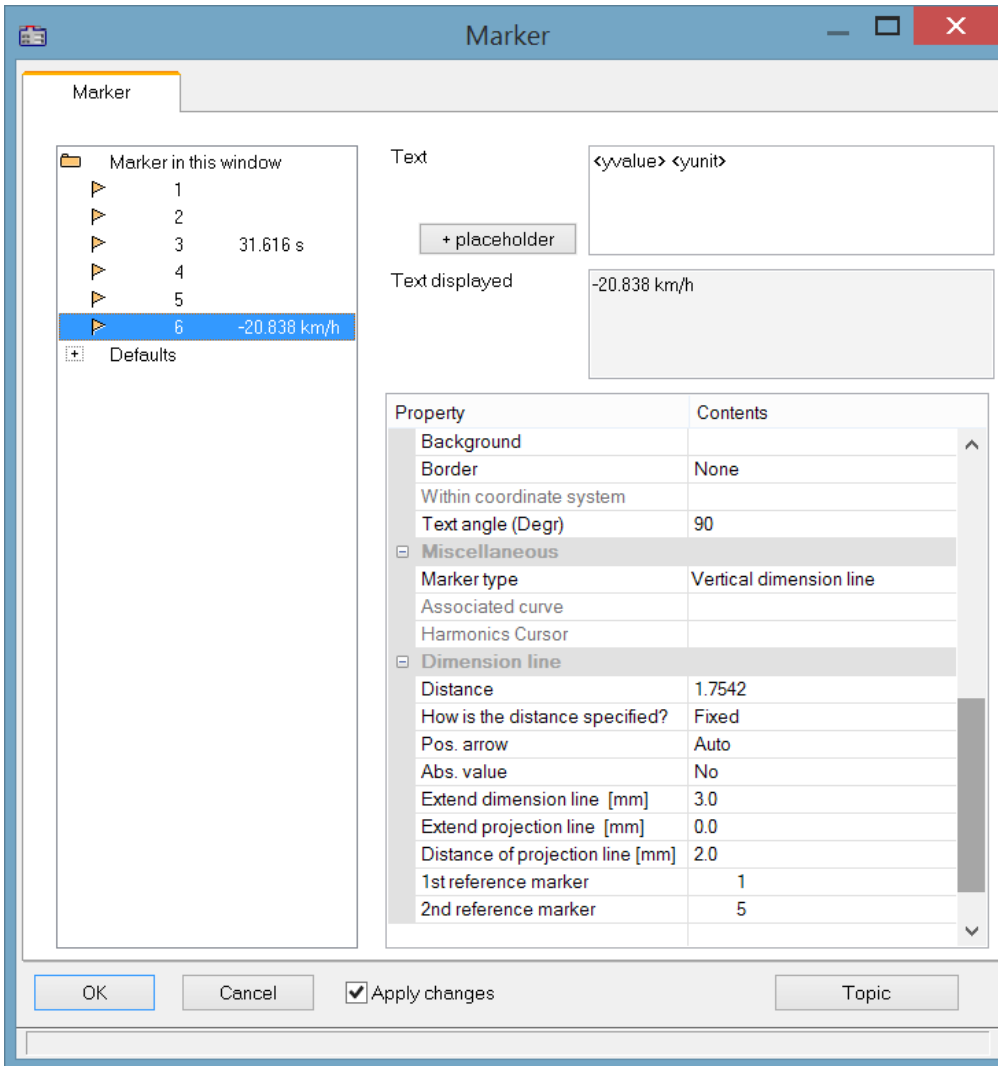 Marker
Marker
Marker in this window
1
2
3 31.616 s
4
5
6 -20.838 km/h
Defaults
Text
<yvalue> <yunit>
+ placeholder
Text displayed
-20.838 km/h
Property Contents
Background
Border None
Within coordinate system
Text angle (Degr) 90
Miscellaneous
Marker type Vertical dimension line
Associated curve
Harmonics Cursor
Dimension line
Distance 1.7542
How is the distance specified? Fixed
Pos. arrow Auto
Abs. value No
Extend dimension line [mm] 3.0
Extend projection line [mm] 0.0
Distance of projection line [mm] 2.0
1st reference marker 1
2nd reference marker 5
OK Cancel Apply changes Topic